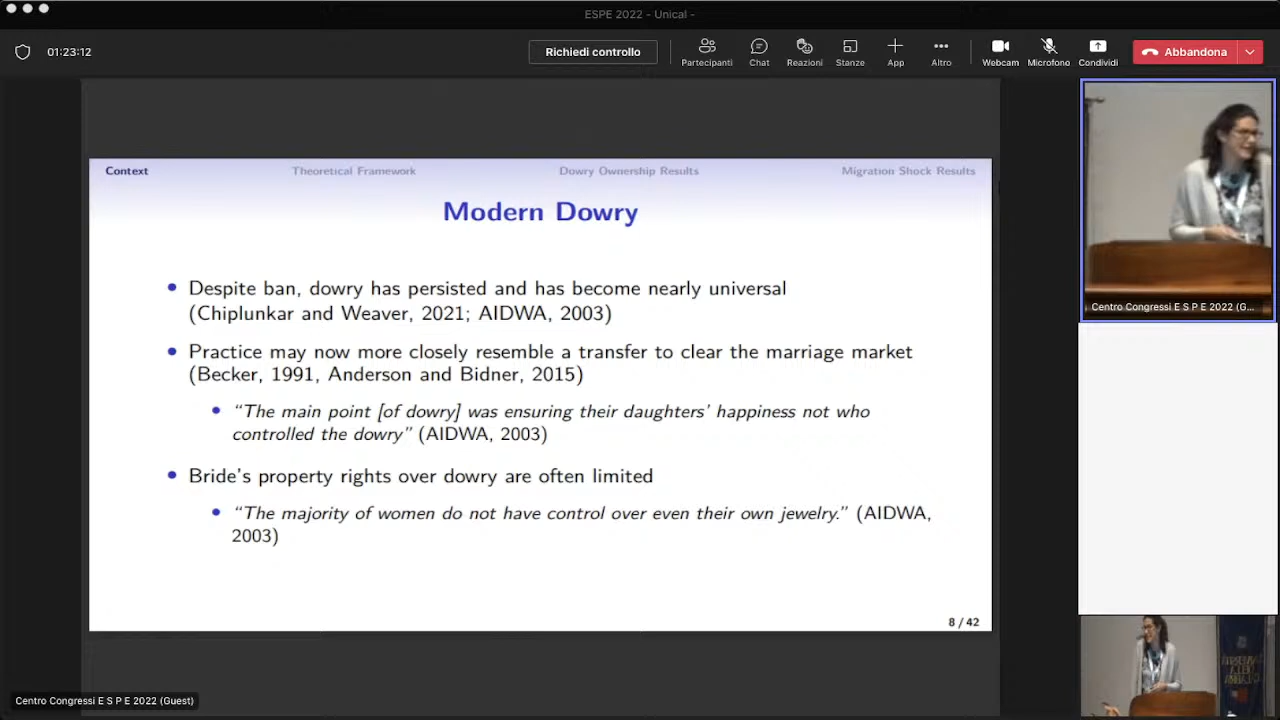 ESPE 2022 - Unical -
01:23:12
Richiedi controllo
Partecipanti
Chat
Reazioni
Stanze
App
Altro
Webcam
Microfono
Condividi
Abbandona
Context
Theoretical Framework
Dowry Ownership Results
Migration Shock Results
Modern Dowry
Despite ban, dowry has persisted and has become nearly universal
(Chiplunkar and Weaver, 2021; AIDWA, 2003)
Practice may now more closely resemble a transfer to clear the marriage market
(Becker, 1991, Anderson and Bidner, 2015)
“The main point [of dowry] was ensuring their daughters’ happiness not who
controlled the dowry” (AIDWA, 2003)
Bride’s property rights over dowry are often limited
“The majority of women do not have control over even their own jewelry.” (AIDWA,
2003)
8 / 42
Centro Congressi E S P E 2022 (G...
Centro Congressi E S P E 2022 (Guest)